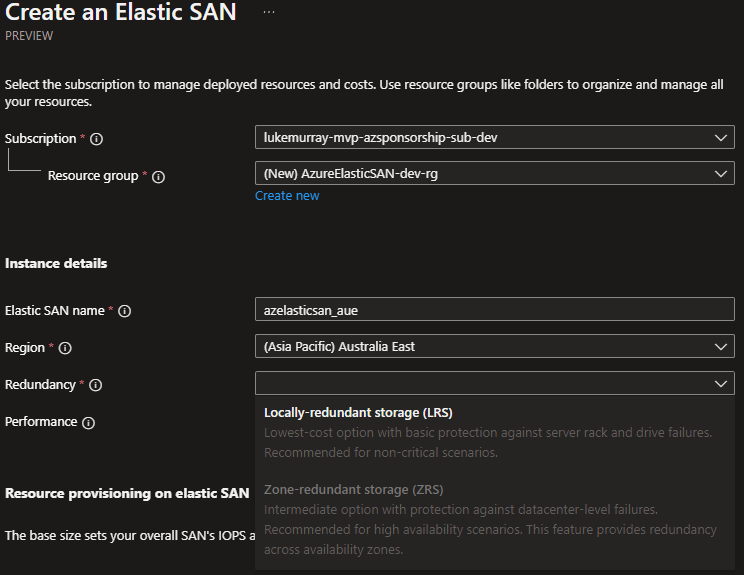 Create an Elastic SAN ...
PREVIEW
Select the subscription to manage deployed resources and costs. Use resource groups like folders to organize and manage all
your resources.
Subscription *
lukemurray-mvp-azsponsorship-sub-dev
Resource group *
(New) AzureElasticSAN-dev-rg
Create new
Instance details
Elastic SAN name *
azelasticsan_aue
Region *
(Asia Pacific) Australia East
Redundancy *
Performance
Locally-redundant storage (LRS)
Lowest-cost option with basic protection against server rack and drive failures.
Recommended for non-critical scenarios.
Zone-redundant storage (ZRS)
Intermediate option with protection against datacenter-level failures.
Recommended for high availability scenarios. This feature provides redundancy
across availability zones.
Resource provisioning on elastic SAN
The base size sets your overall SAN's IOPS a